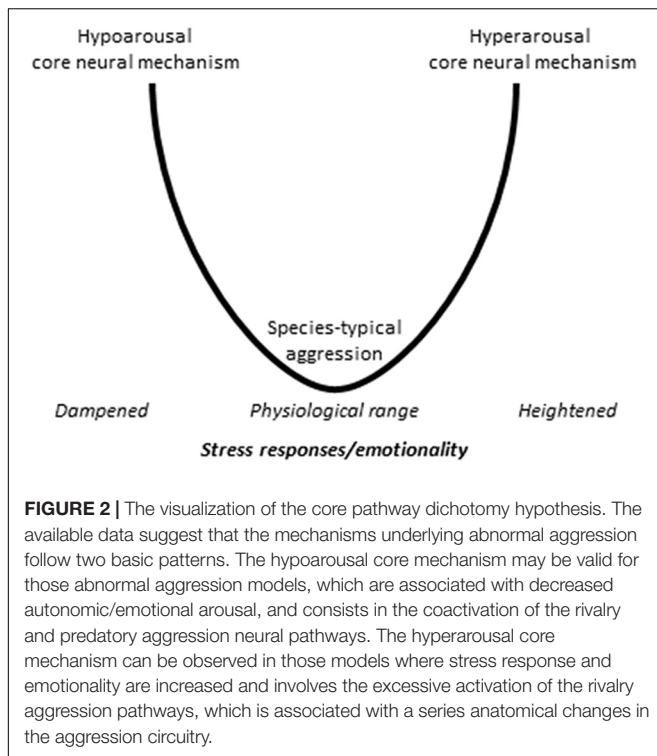 Hypoarousal Hyperarousal
core neural mechanism core neural mechanism
Species-typical
aggression
Dampened Physiological range Heightened
Stress responses/emotionality
FIGURE 2 | The visualization of the core pathway dichotomy hypothesis. The
available data suggest that the mechanisms underlying abnormal aggression
follow two basic patterns. The hypoarousal core mechanism may be valid for
those abnormal aggression models, which are associated with decreased
autonomic/emotional arousal, and consists in the coactivation of the rivalry
and predatory aggression neural pathways. The hyperarousal core
mechanism can be observed in those models where stress response and
emotionality are increased and involves the excessive activation of the rivalry
aggression pathways, which is associated with a series anatomical changes in
the aggression circuitry.